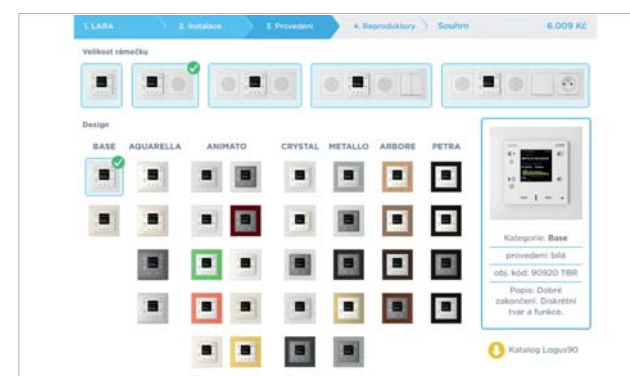 1. LARA
2. Instalace
3. Provedení
4. Reproduktory
Souhrn
6.009 Kč
Velikost rámečku
Design
BASE AQUARELLA ANIMATO CRYSTAL METALLO ARBORE PETRA
Kategorie: Base
provedení: bílá
obj. kód: 90920 TBR
Popis: Dobré
zakončení. Diskrétní
tvar a funkce.
Katalog Logus90